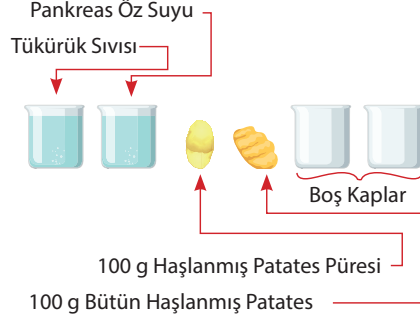 Pankreas Öz Suyu
Tükürük Sıvısı
Boş Kaplar
100 g Haşlanmış Patates Püresi
100 g Bütün Haşlanmış Patates